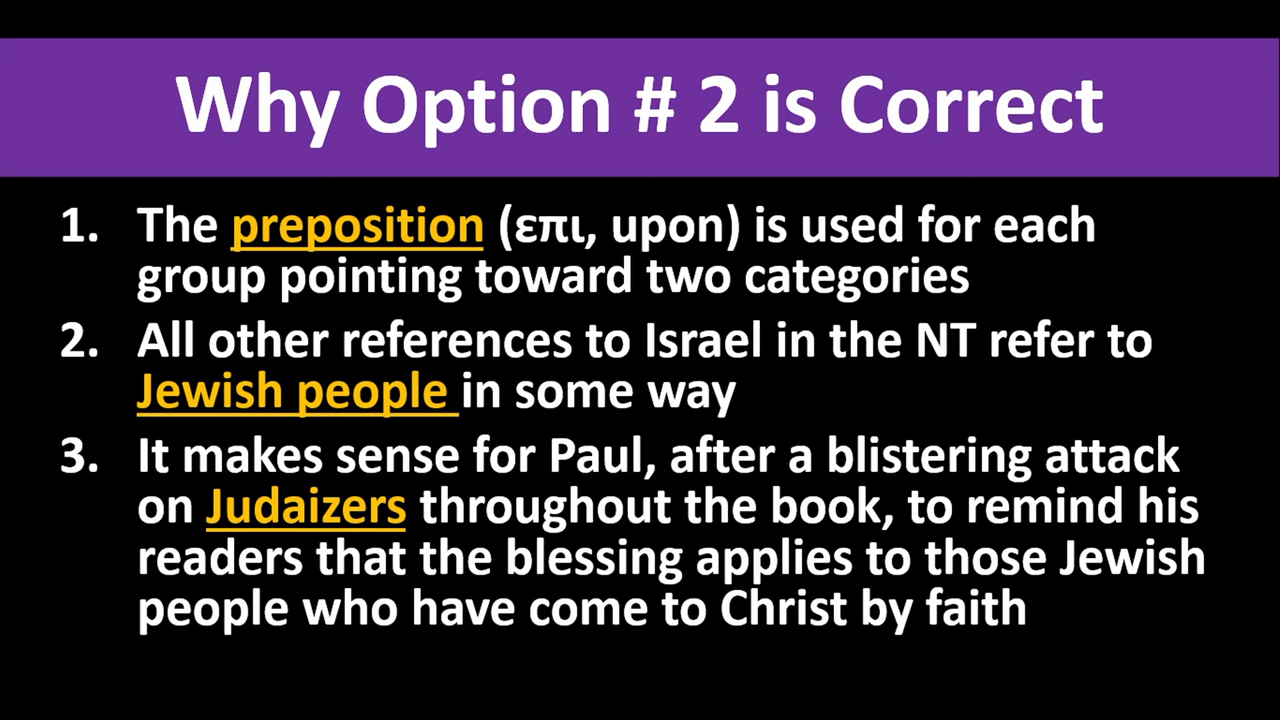 Why Option # 2 is Correct
1. The preposition (επι, upon) is used for each
group pointing toward two categories
2. All other references to Israel in the NT refer to
Jewish people in some way
3. It makes sense for Paul, after a blistering attack
on Judaizers throughout the book, to remind his
readers that the blessing applies to those Jewish
people who have come to Christ by faith